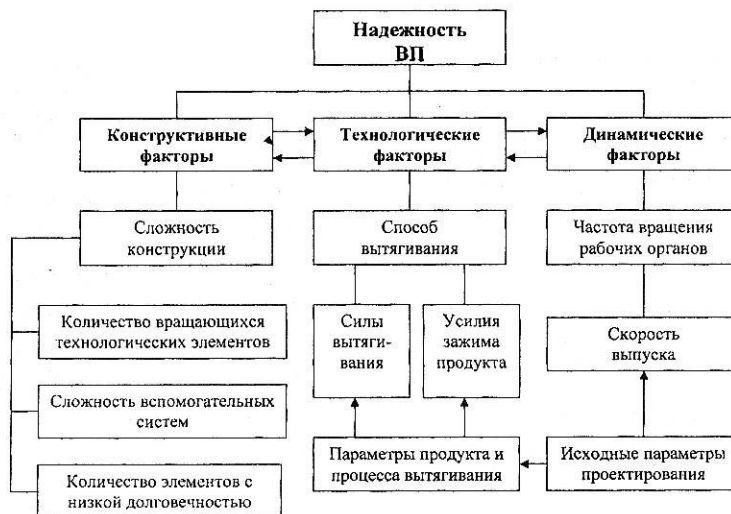 Надежность
ВП
Конструктивные
факторы
Технологические
факторы
Динамические
факторы
Сложность
конструкции
Способ
вытягивания
Частота вращения
рабочих органов
Количество вращающихся
технологических элементов
Силы
вытяги-
вания
Усилия
зажима
продукта
Скорость
выпуска
Сложность вспомогательных
систем
Количество элементов с
низкой долговечностью
Параметры продукта и
процесса вытягивания
Исходные параметры
проектирования